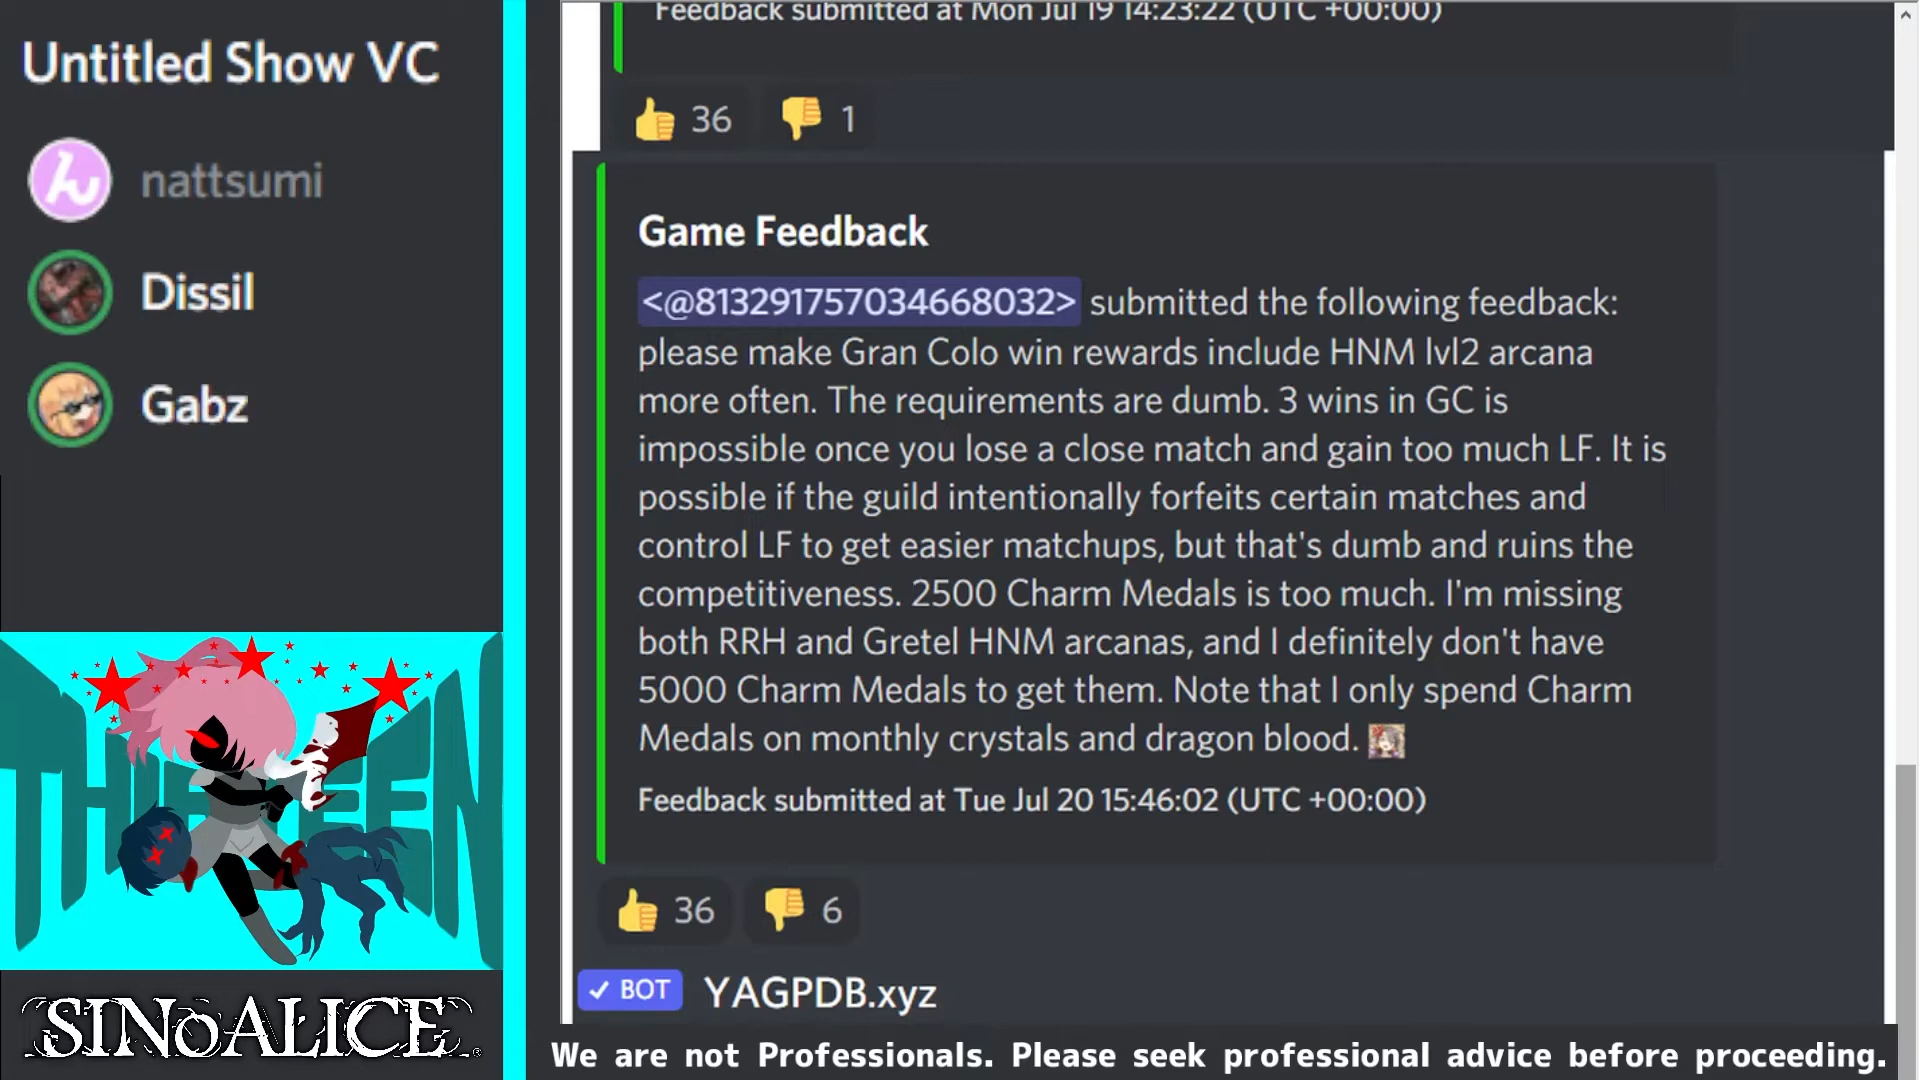 Untitled Show VC
nattsumi
Dissil
Gabz
THIRTEEN
SINoALICE
Feedback submitted at Mon Jul 19 14:23:22 (UTC +00:00)
36
1
Game Feedback
<@813291757034668032> submitted the following feedback:
please make Gran Colo win rewards include HNM lvl2 arcana
more often. The requirements are dumb. 3 wins in GC is
impossible once you lose a close match and gain too much LF. It is
possible if the guild intentionally forfeits certain matches and
control LF to get easier matchups, but that's dumb and ruins the
competitiveness. 2500 Charm Medals is too much. I'm missing
both RRH and Gretel HNM arcanas, and I definitely don't have
5000 Charm Medals to get them. Note that I only spend Charm
Medals on monthly crystals and dragon blood.
Feedback submitted at Tue Jul 20 15:46:02 (UTC +00:00)
36
6
✓ BOT YAGPDB.xyz
We are not Professionals. Please seek professional advice before proceeding.